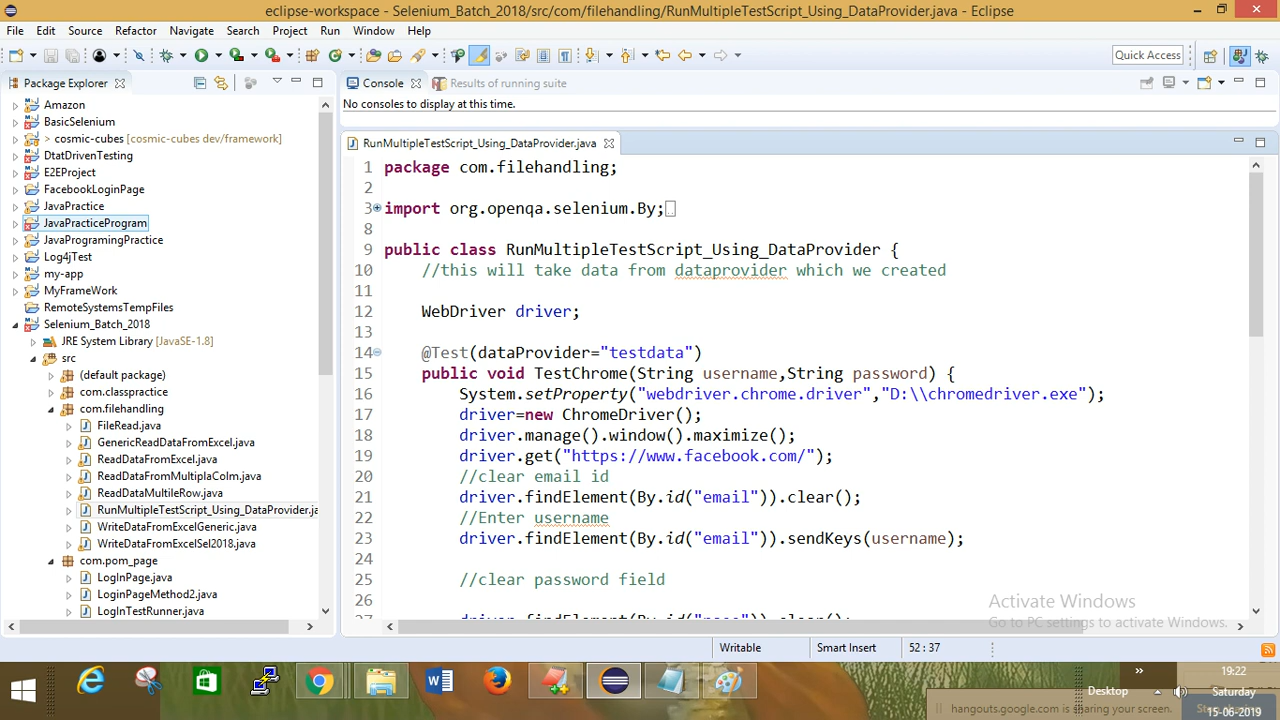 eclipse-workspace - Selenium_Batch_2018/src/com/filehandling/RunMultipleTestScript_Using_DataProvider.java - Eclipse
File Edit Source Refactor Navigate Search Project Run Window Help
Quick Access
Package Explorer
Console
Results of running suite
No consoles to display at this time.
Amazon
BasicSelenium
> cosmic-cubes [cosmic-cubes dev/framework]
DtatDrivenTesting
E2EProject
FacebookLoginPage
JavaPractice
JavaPracticeProgram
JavaProgramingPractice
Log4jTest
my-app
MyFrameWork
RemoteSystemsTempFiles
Selenium_Batch_2018
JRE System Library [JavaSE-1.8]
src
(default package)
com.classpractice
com.filehandling
FileRead.java
GenericReadDataFromExcel.java
ReadDataFromExcel.java
ReadDataFromMultiplaColm.java
ReadDataMultileRow.java
RunMultipleTestScript_Using_DataProvider.ja
WriteDataFromExcelGeneric.java
WriteDataFromExcelSel2018.java
com.pom_page
LogInPage.java
LoginPageMethod2.java
LogInTestRunner.java
RunMultipleTestScript_Using_DataProvider.java
1 package com.filehandling;
2
3 import org.openqa.selenium.By;
8
9 public class RunMultipleTestScript_Using_DataProvider {
10 //this will take data from dataprovider which we created
11
12 WebDriver driver;
13
14 @Test(dataProvider="testdata")
15 public void TestChrome(String username,String password) {
16 System.setProperty("webdriver.chrome.driver","D:\\chromedriver.exe");
17 driver=new ChromeDriver();
18 driver.manage().window().maximize();
19 driver.get("https://www.facebook.com/");
20 //clear email id
21 driver.findElement(By.id("email")).clear();
22 //Enter username
23 driver.findElement(By.id("email")).sendKeys(username);
24
25 //clear password field
26
Activate Windows
Go to PC settings to activate Windows.
Writable
Smart Insert
52 : 37
Desktop
19:22
Saturday
15-06-2019
hangouts.google.com is sharing your screen.